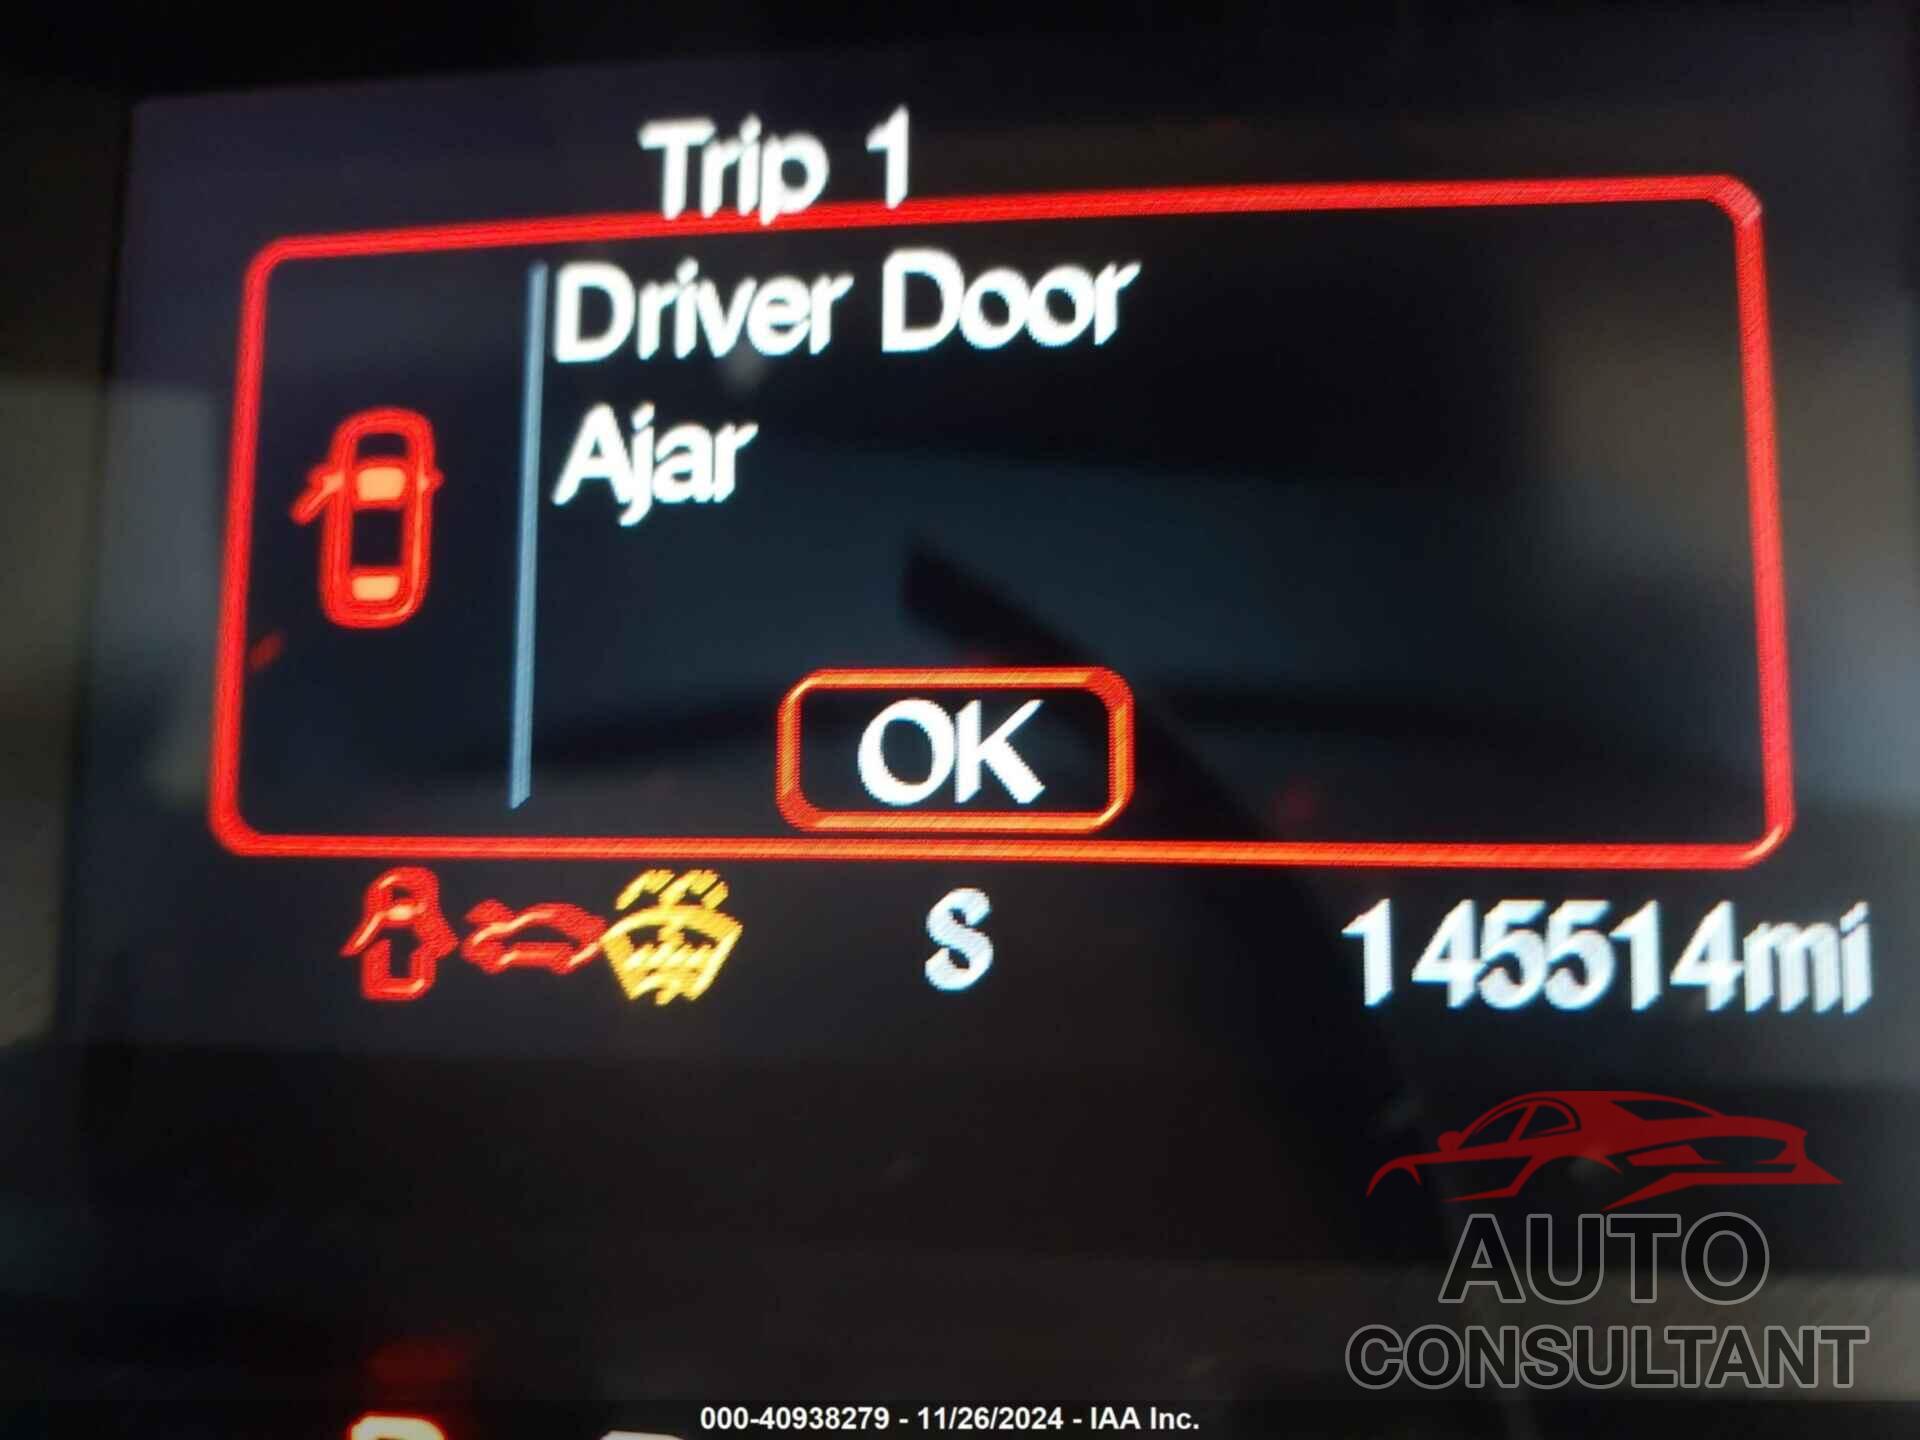 Trip 1
Driver Door
Ajar
OK
S 145514mi
AUTO
CONSULTANT
000-40938279 - 11/26/2024 - IAA Inc.